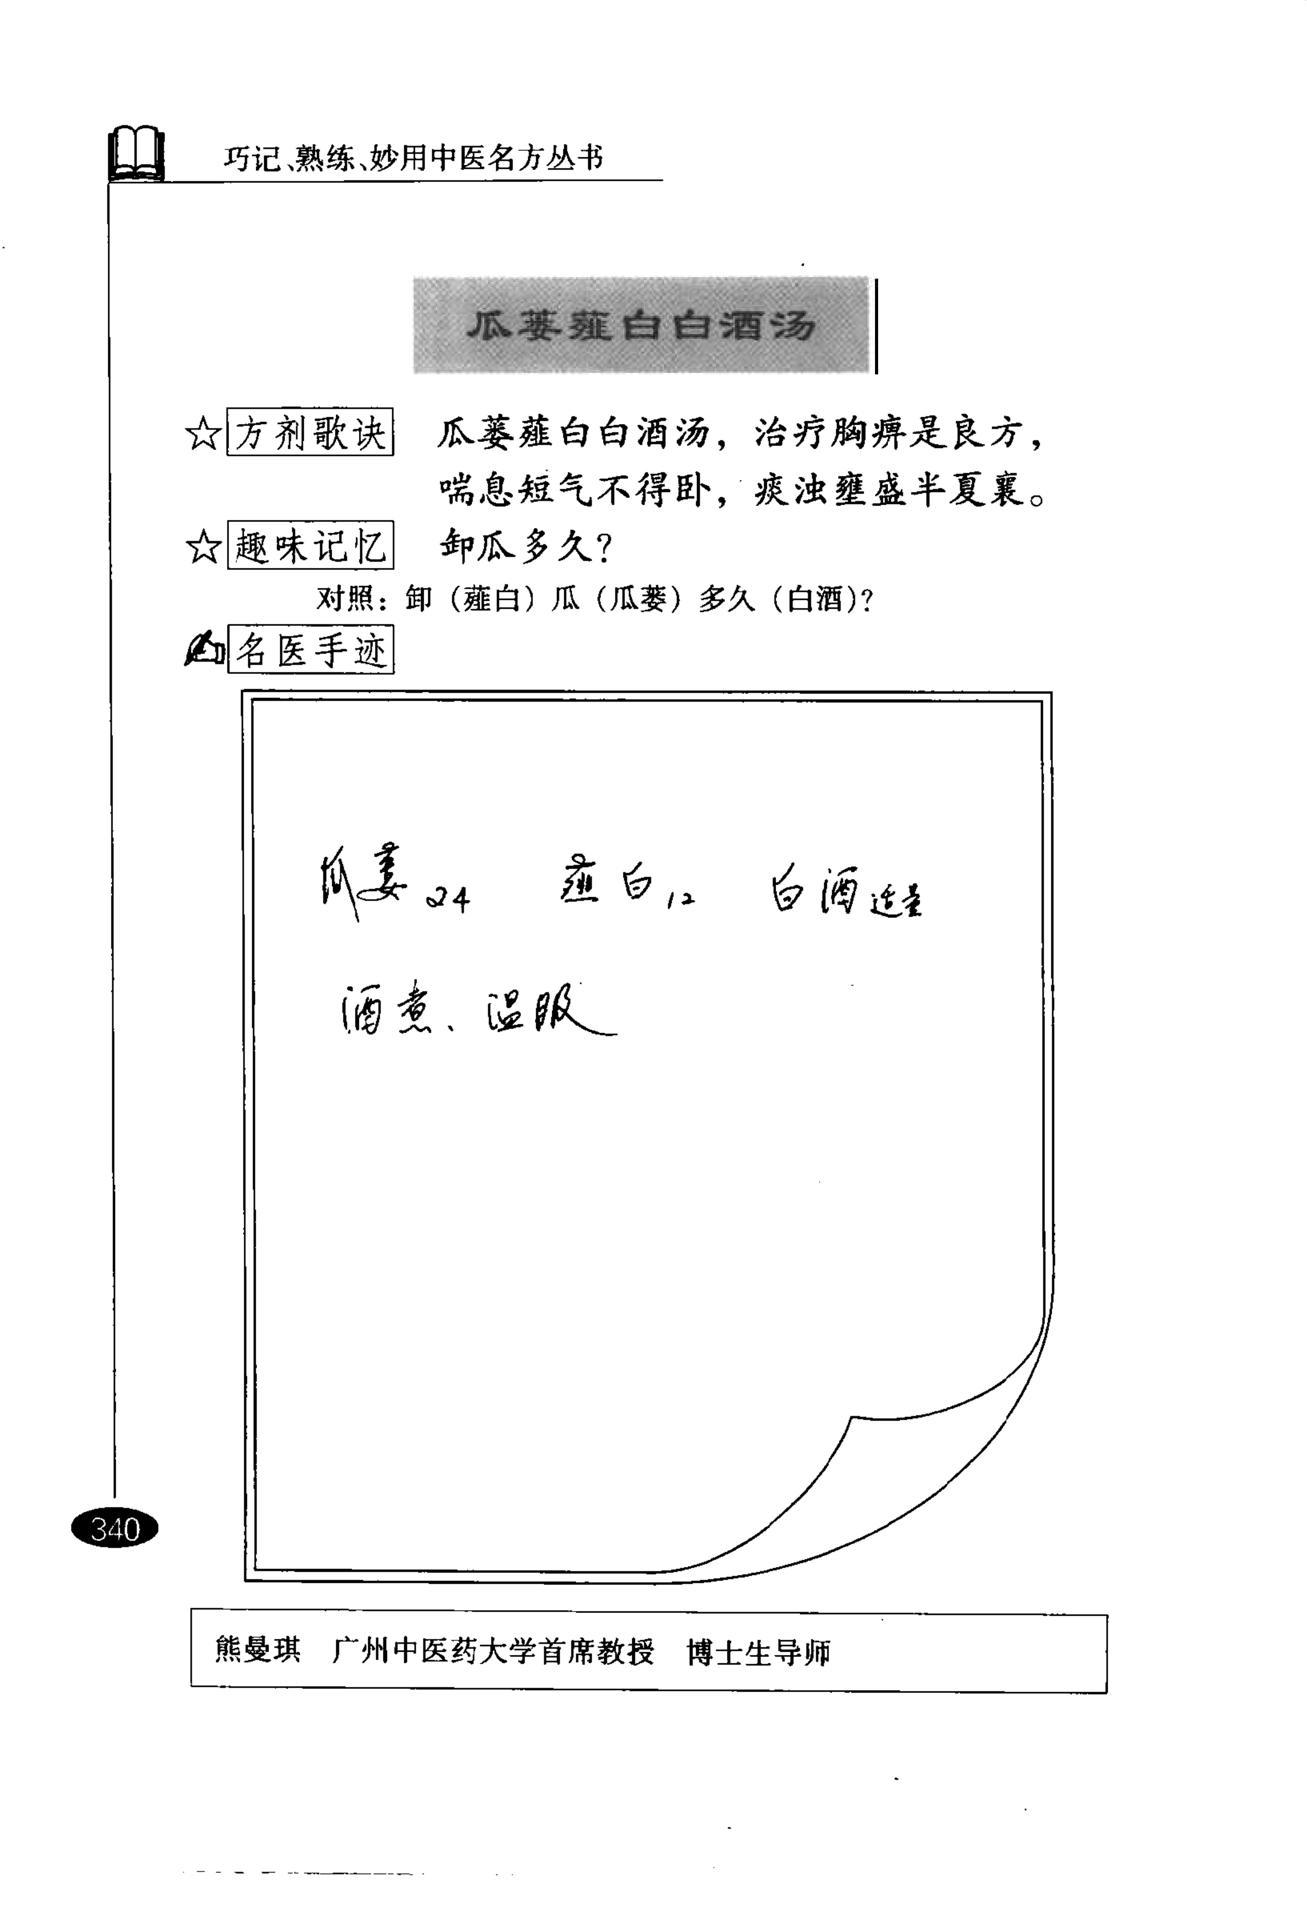 巧记、熟练、妙用中医名方丛书
瓜蒌薤白白酒汤
☆方剂歌诀 瓜蒌薤白白酒汤，治疗胸痹是良方，
喘息短气不得卧，痰浊壅盛半夏襄。
☆趣味记忆 卸瓜多久？
对照：卸（薤白）瓜（瓜蒌）多久（白酒）？
名医手迹
瓜蒌24 薤白12 白酒适量
酒煮、温服
340
熊曼琪 广州中医药大学首席教授 博士生导师